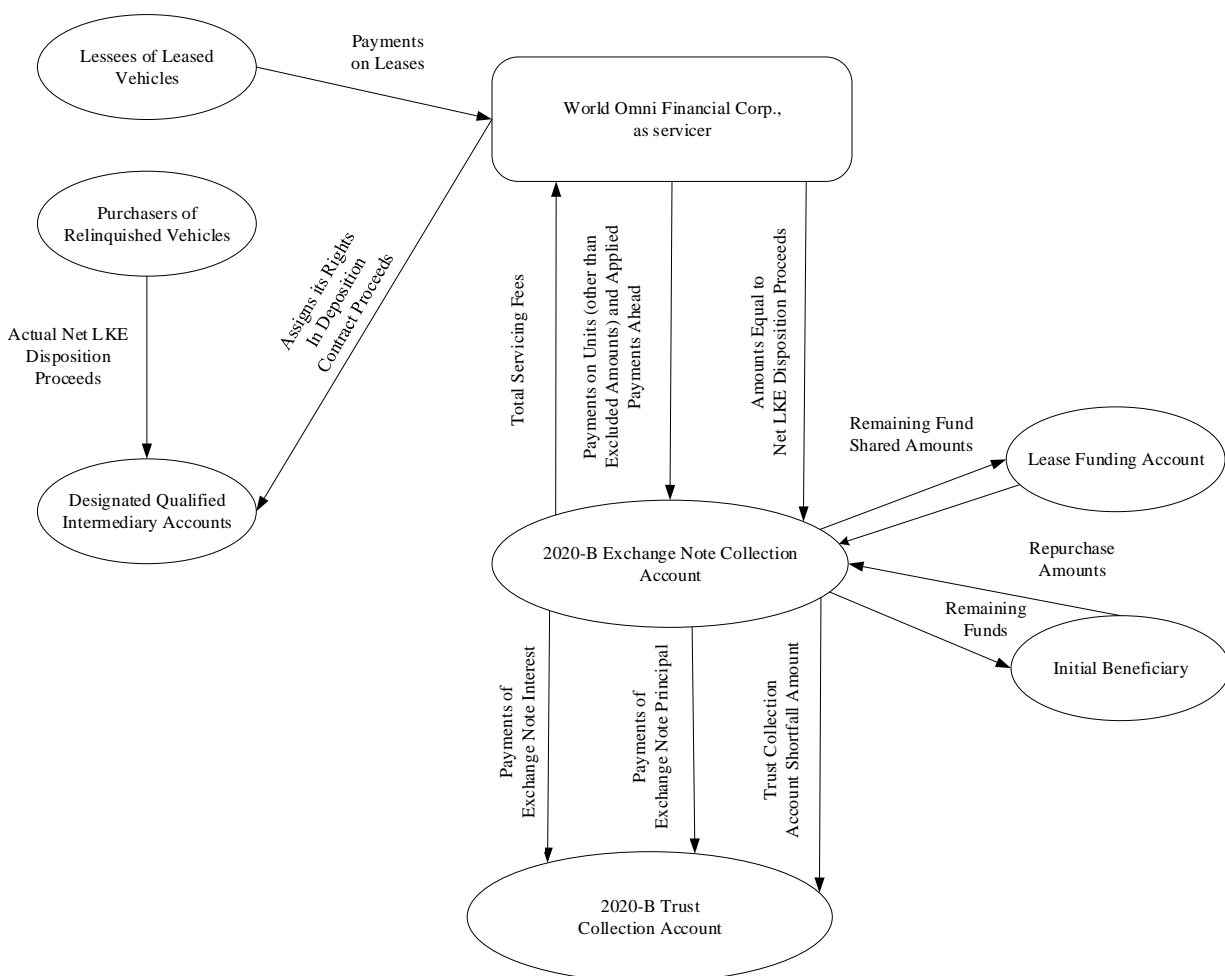 Lessees of Leased
Vehicles
Payments
on Leases
World Omni Financial Corp.,
as servicer
Purchasers of
Relinquished Vehicles
Actual Net LKE
Disposition
Proceeds
Assigns its Rights
In Deposition
Contract Proceeds
Designated Qualified
Intermediary Accounts
Total Servicing Fees
Payments on Units (other than
Excluded Amounts) and Applied
Payments Ahead
Amounts Equal to
Net LKE Disposition Proceeds
Remaining Fund
Shared Amounts
Lease Funding Account
2020-B Exchange Note Collection
Account
Repurchase
Amounts
Remaining
Funds
Initial Beneficiary
Payments of
Exchange Note Interest
Payments of
Exchange Note Principal
Trust Collection
Account Shortfall Amount
2020-B Trust
Collection Account